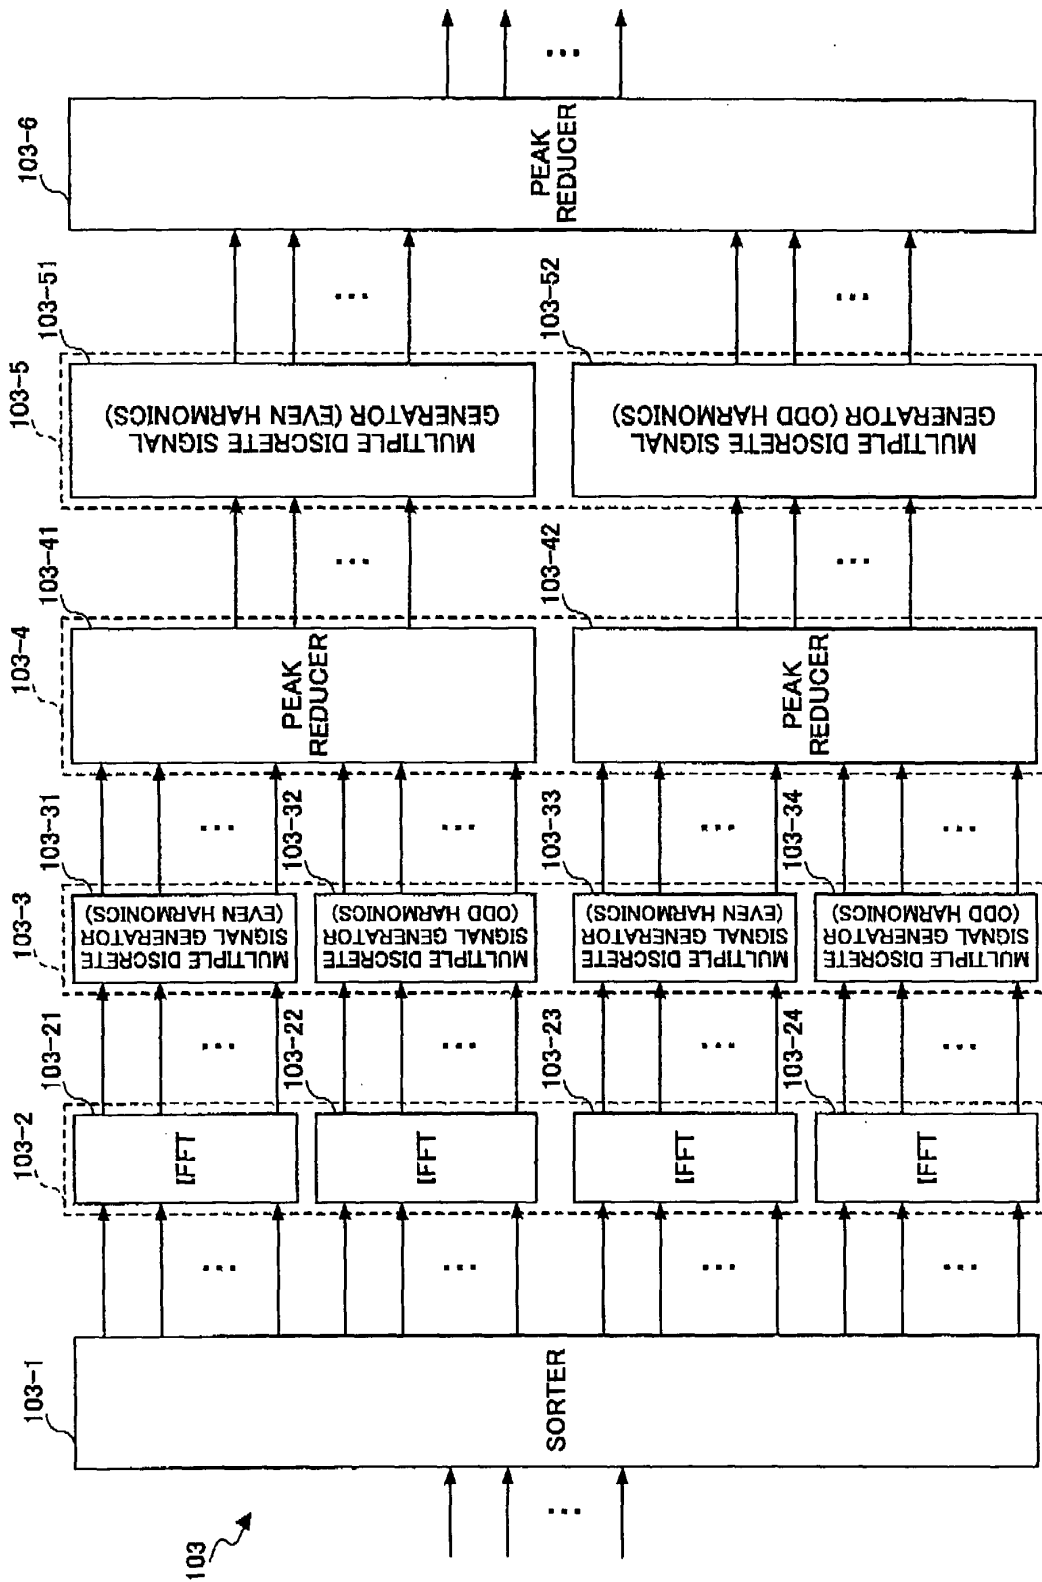 103
103-1
SORTER
...
103-2
103-21
IFFT
...
...
103-22
IFFT
...
...
103-23
IFFT
...
...
103-24
IFFT
...
...
103-3
103-31
MULTIPLE DISCRETE
SIGNAL GENERATOR
(EVEN HARMONICS)
...
103-32
MULTIPLE DISCRETE
SIGNAL GENERATOR
(ODD HARMONICS)
...
103-33
MULTIPLE DISCRETE
SIGNAL GENERATOR
(EVEN HARMONICS)
...
103-34
MULTIPLE DISCRETE
SIGNAL GENERATOR
(ODD HARMONICS)
...
103-4
103-41
PEAK
REDUCER
...
103-42
PEAK
REDUCER
...
103-5
103-51
MULTIPLE DISCRETE SIGNAL
GENERATOR (EVEN HARMONICS)
...
103-52
MULTIPLE DISCRETE SIGNAL
GENERATOR (ODD HARMONICS)
...
103-6
PEAK
REDUCER
...